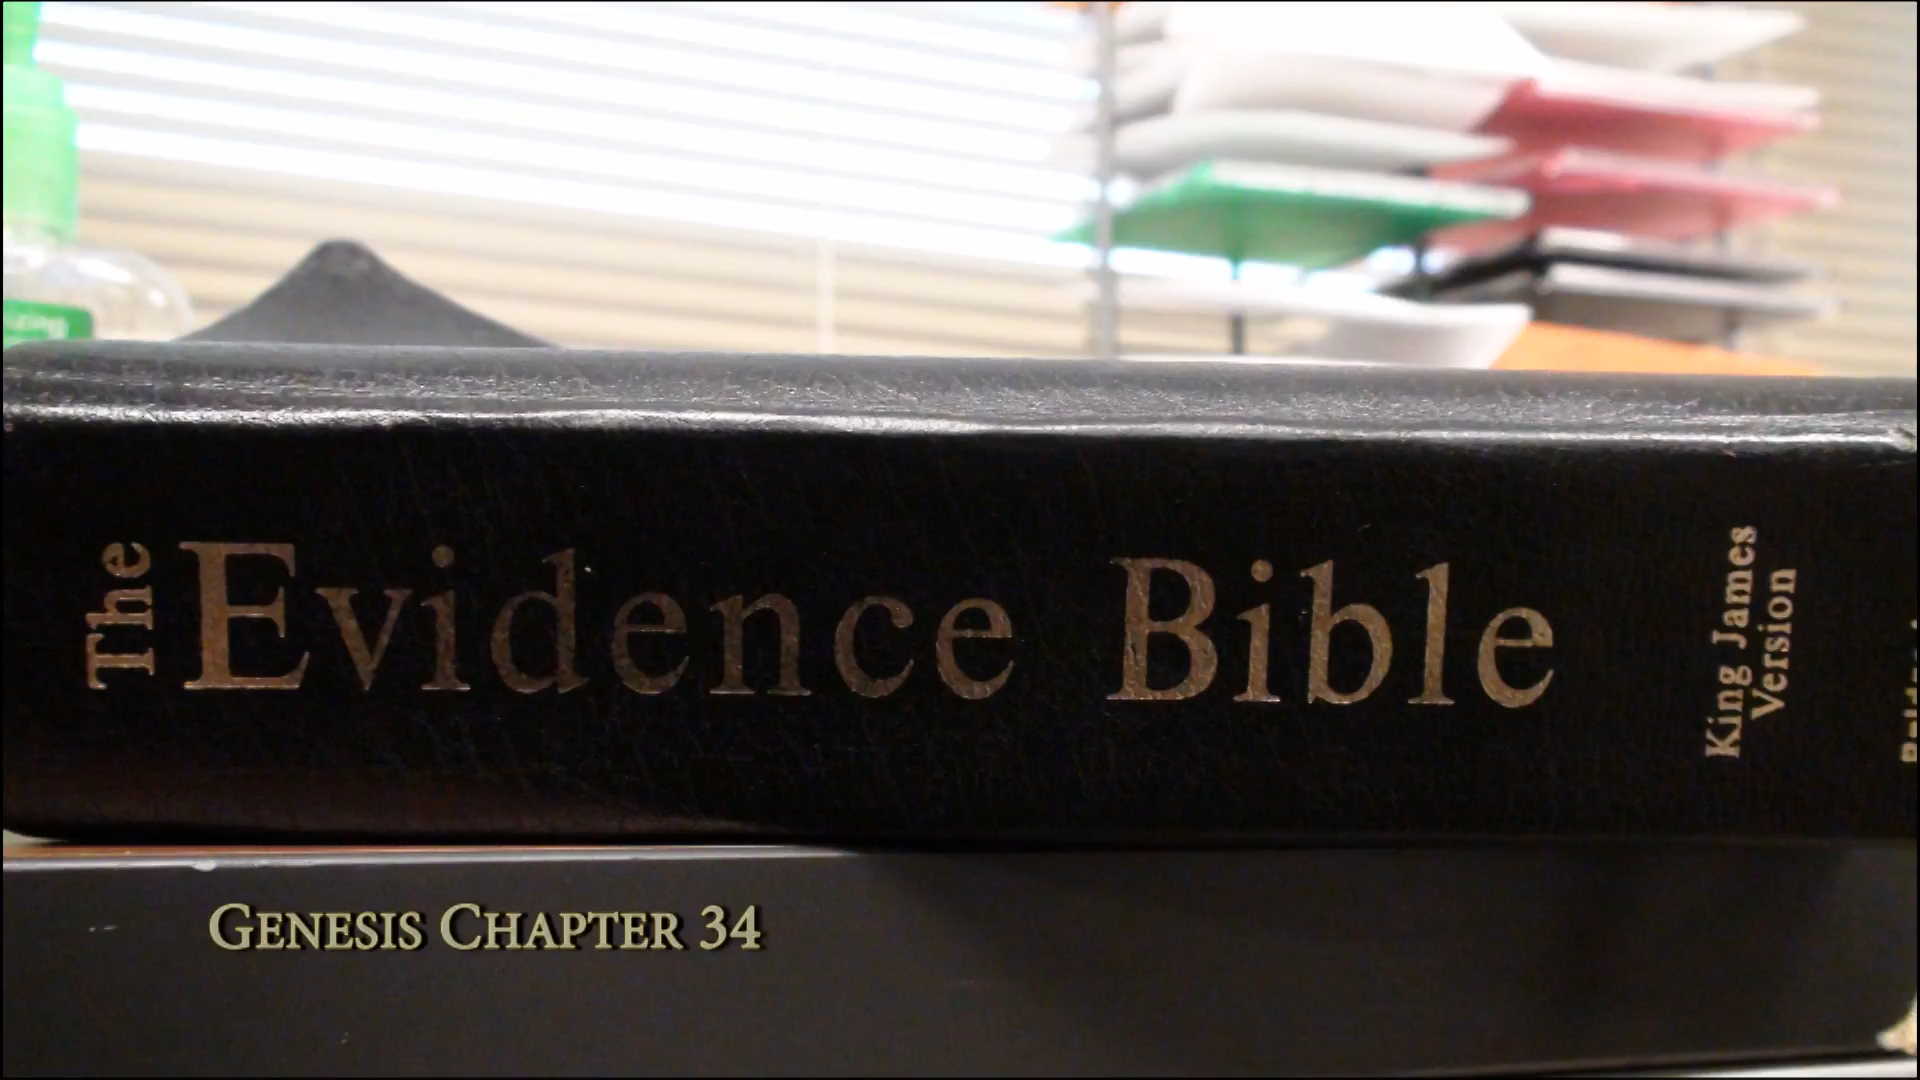 The
Evidence Bible
King James
Version
Genesis Chapter 34